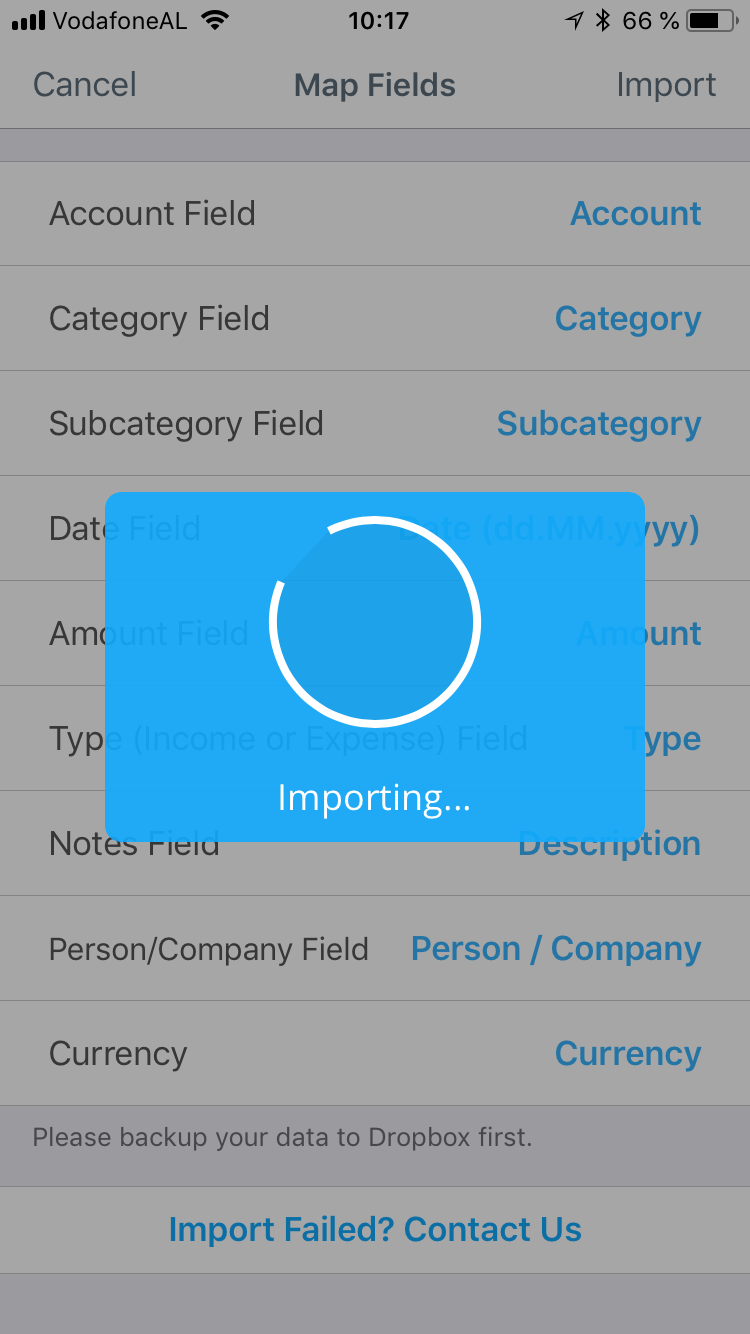 VodafoneAL 10:17 66 %
Cancel Map Fields Import
Account Field Account
Category Field Category
Subcategory Field Subcategory
Date Field Date (dd.MM.yyyy)
Amount Field Amount
Type (Income or Expense) Field Type
Importing...
Notes Field Description
Person/Company Field Person / Company
Currency Currency
Please backup your data to Dropbox first.
Import Failed? Contact Us